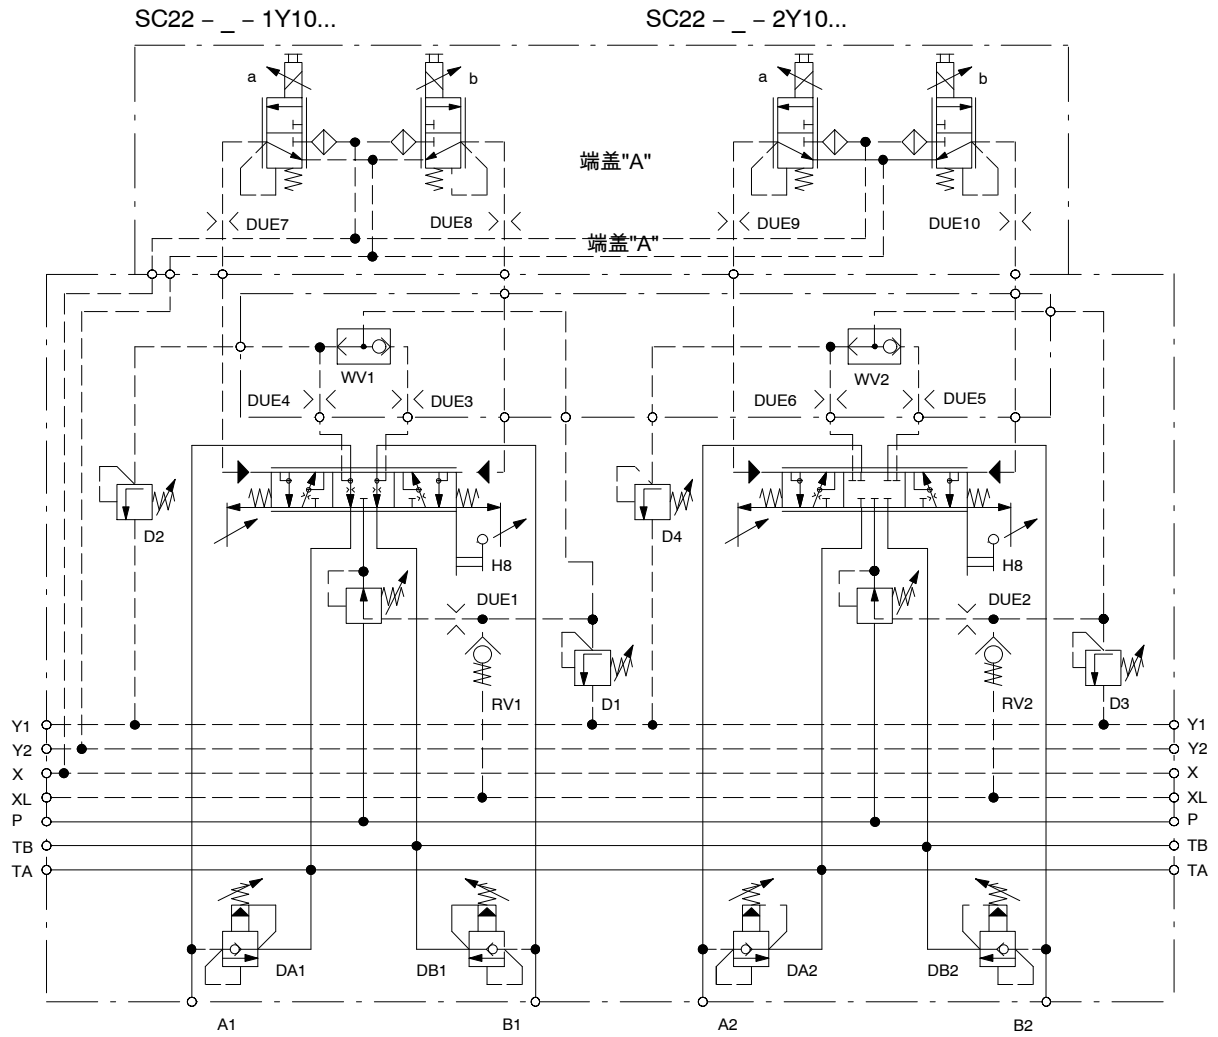 SC22 – _ – 1Y10...
SC22 – _ – 2Y10...
a
b
a
b
端盖"A"
DUE7
DUE8
端盖"A"
DUE9
DUE10
WV1
WV2
DUE4
DUE3
DUE6
DUE5
D2
H8
D4
H8
DUE1
DUE2
RV1
D1
RV2
D3
Y1
Y1
Y2
Y2
X
X
XL
XL
P
P
TB
TB
TA
TA
DA1
DB1
DA2
DB2
A1
B1
A2
B2